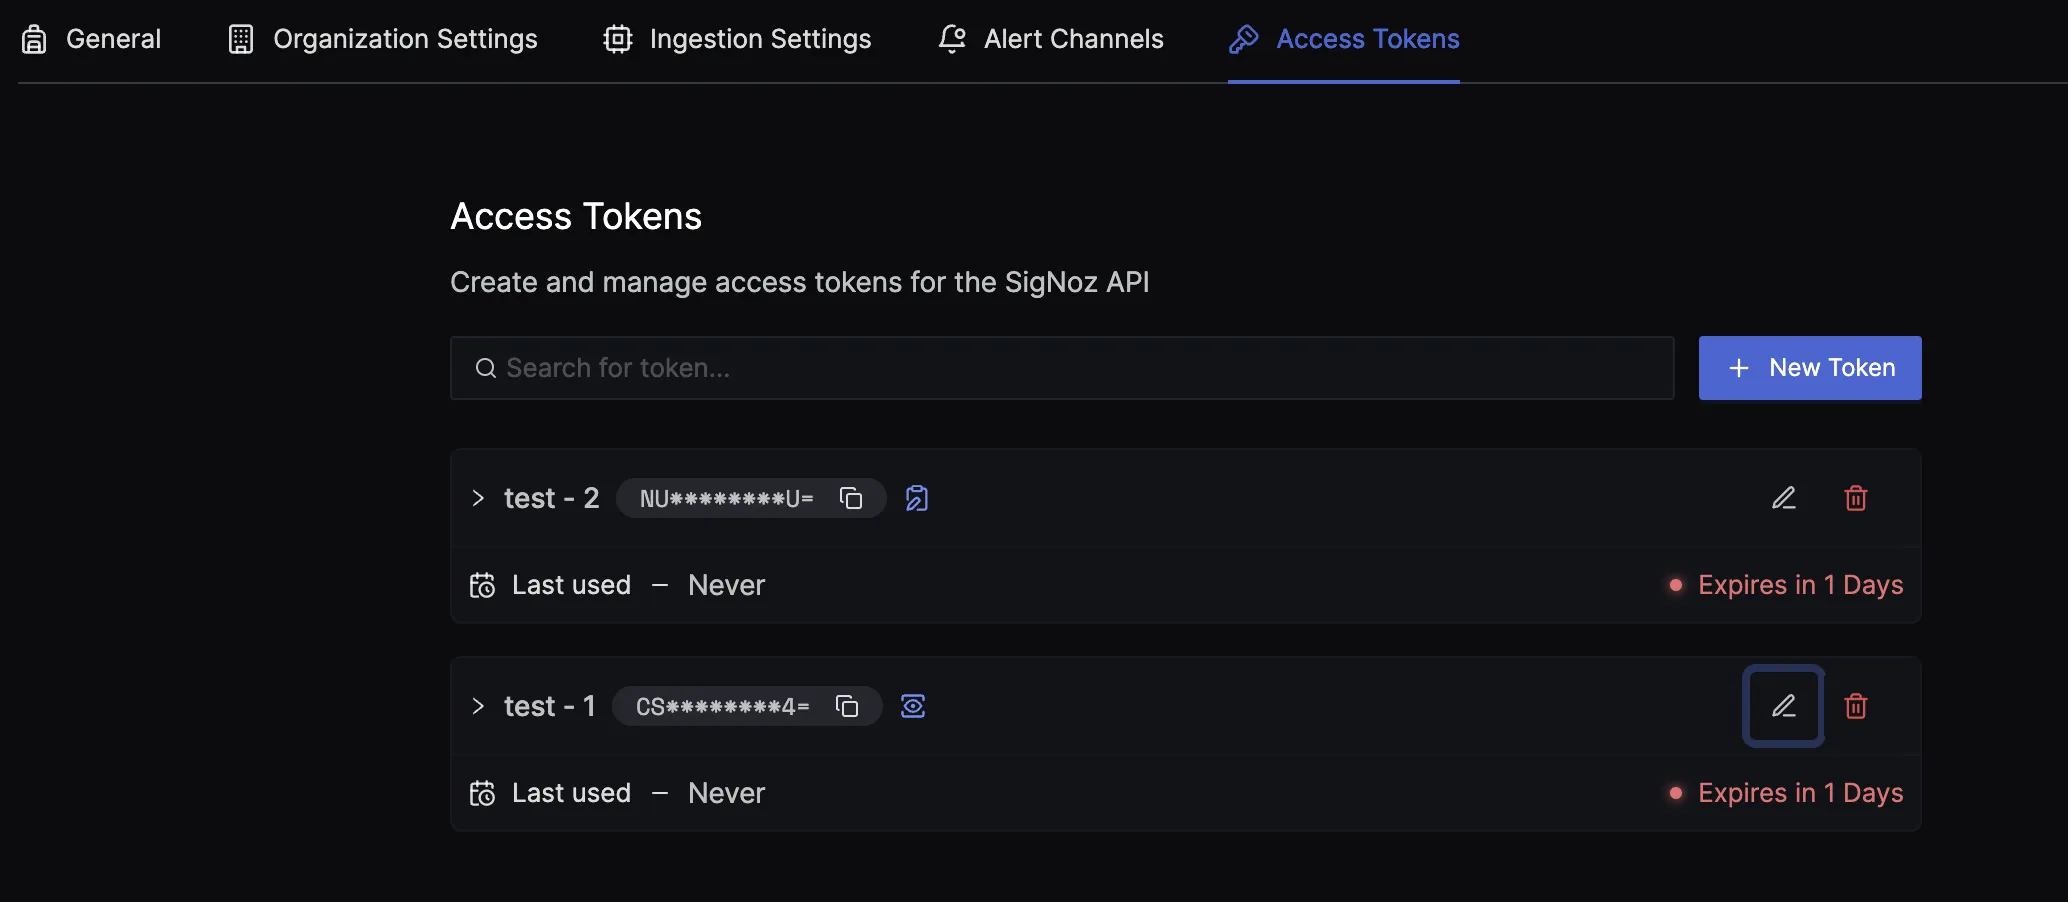 General Organization Settings Ingestion Settings Alert Channels Access Tokens
Access Tokens
Create and manage access tokens for the SigNoz API
Search for token...
+ New Token
test - 2 NU********U=
Last used — Never
Expires in 1 Days
test - 1 CS********4=
Last used — Never
Expires in 1 Days